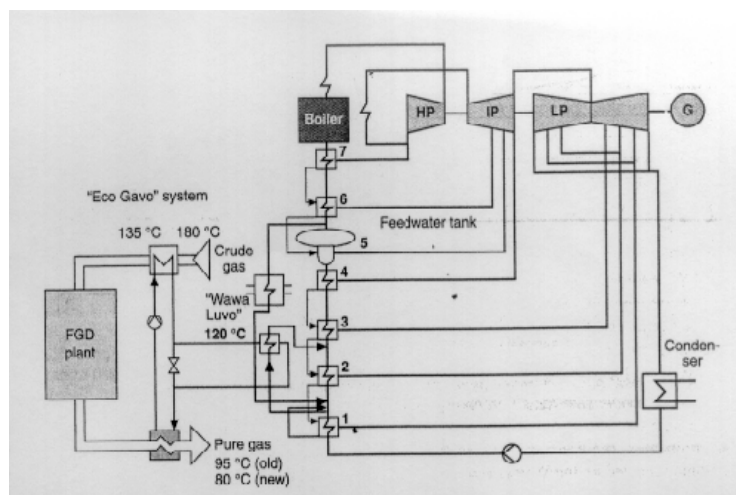 Boiler
HP
IP
LP
G
7
"Eco Gavo" system
6
135 °C
180 °C
Feedwater tank
Crude
gas
5
4
"Wawa
Luvo"
120 °C
FGD
plant
3
Conden-
ser
2
1
Pure gas
95 °C (old)
80 °C (new)